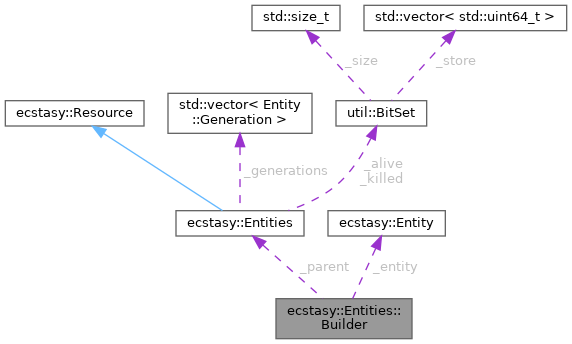 std::size_t
std::vector< std::uint64_t >
_size
_store
ecstasy::Resource
std::vector< Entity
::Generation >
util::BitSet
_generations
_alive
_killed
ecstasy::Entities
ecstasy::Entity
_parent
_entity
ecstasy::Entities::
Builder